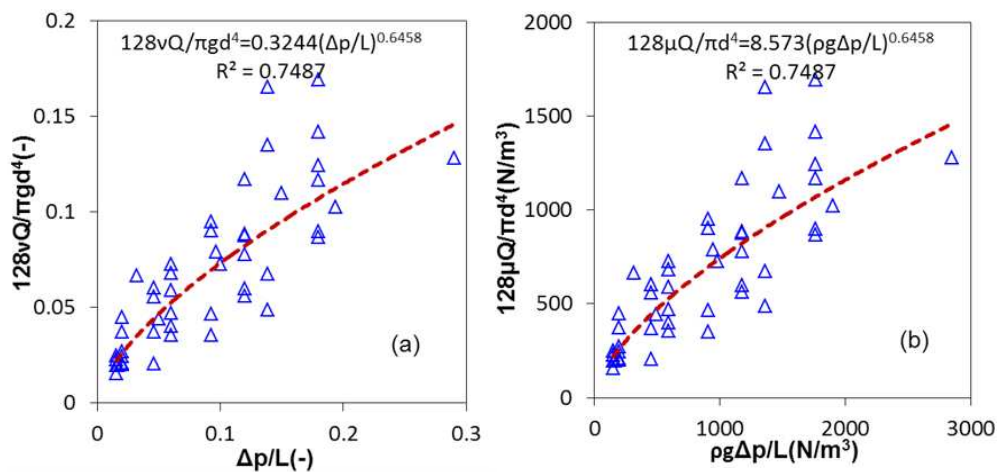 128νQ/πgd⁴=0.3244(Δp/L)^0.6458
R² = 0.7487
128νQ/πgd⁴(-)
0.2
0.15
0.1
0.05
0
(a)
0
0.1
0.2
0.3
Δp/L(-)
128μQ/πd⁴=8.573(ρgΔp/L)^0.6458
R² = 0.7487
128μQ/πd⁴(N/m³)
2000
1500
1000
500
0
(b)
0
1000
2000
3000
ρgΔp/L(N/m³)